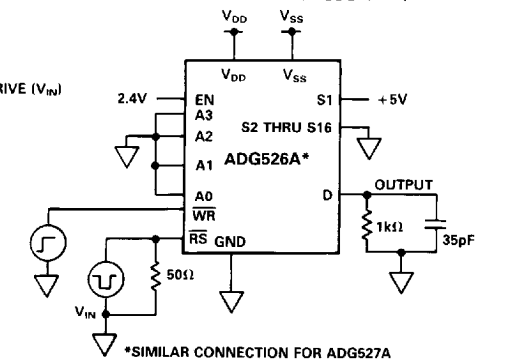 VDD VSS
VDD VSS
RIVE (VIN)
2.4V EN S1 +5V
A3
A2 S2 THRU S16
A1 ADG526A*
A0 D OUTPUT
WR
RS GND 1kΩ 35pF
50Ω
VIN
*SIMILAR CONNECTION FOR ADG527A